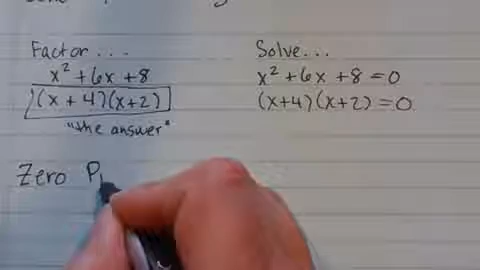 Factor...
x² + 6x + 8
(x + 4)(x + 2)
"the answer"
Solve...
x² + 6x + 8 = 0
(x+4)(x+2) = 0
Zero